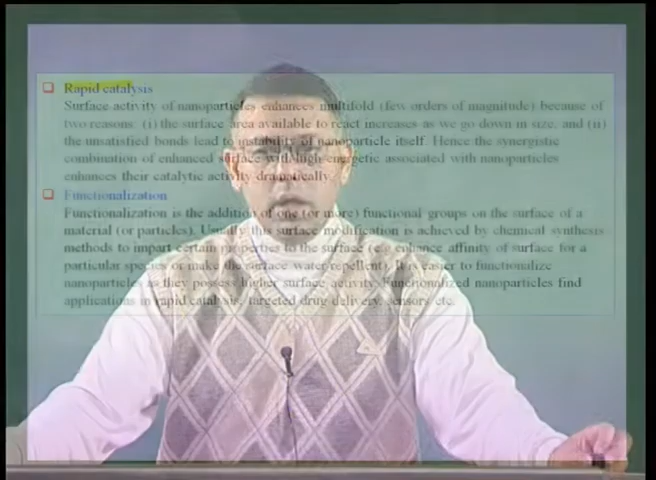 Rapid catalysis
Surface activity of nanoparticles enhances multifold (few orders of magnitude) because of
two reasons: (i) the surface area available to react increases as we go down in size, and (ii)
the unsatisfied bonds lead to instability of nanoparticle itself. Hence the synergistic
combination of enhanced surface with high energetic associated with nanoparticles
enhances their catalytic activity dramatically.
Functionalization
Functionalization is the addition of one (or more) functional groups on the surface of a
material (or particles). Usually this surface modification is achieved by chemical synthesis
methods to impart certain properties to the surface (e.g. enhance affinity of surface for a
particular species or make the surface water repellent). It is easier to functionalize
nanoparticles as they possess higher surface activity. Functionalized nanoparticles find
applications in rapid catalysis, targeted drug delivery, sensors etc.